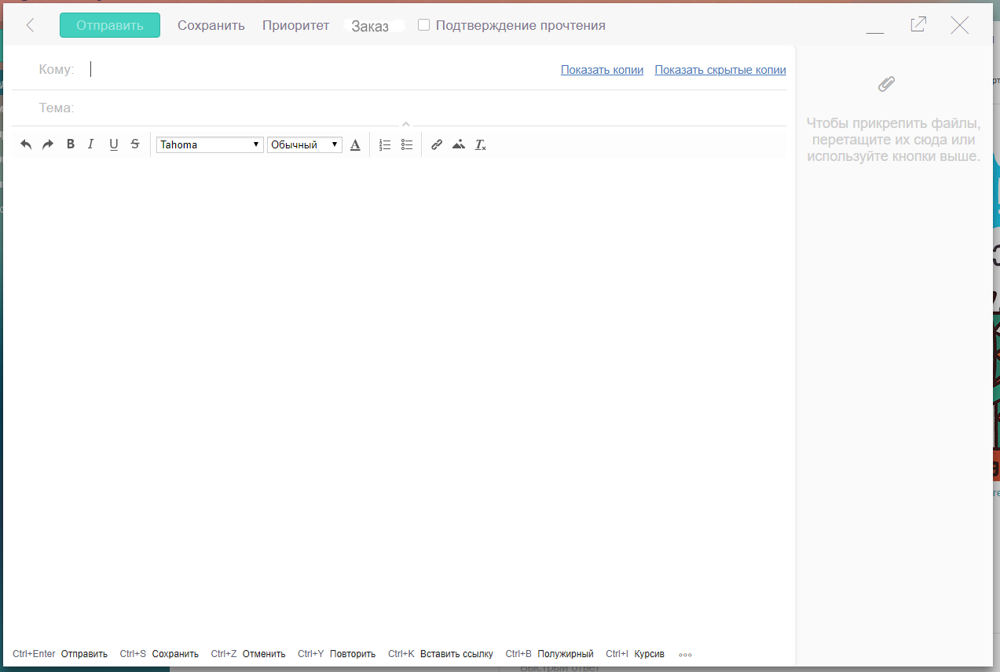 Отправить Сохранить Приоритет Заказ Подтверждение прочтения
Кому: Показать копии Показать скрытые копии
Тема:
Tahoma Обычный
Чтобы прикрепить файлы,
перетащите их сюда или
используйте кнопки выше.
Ctrl+Enter Отправить Ctrl+S Сохранить Ctrl+Z Отменить Ctrl+Y Повторить Ctrl+K Вставить ссылку Ctrl+B Полужирный Ctrl+I Курсив
Быстрый ответ